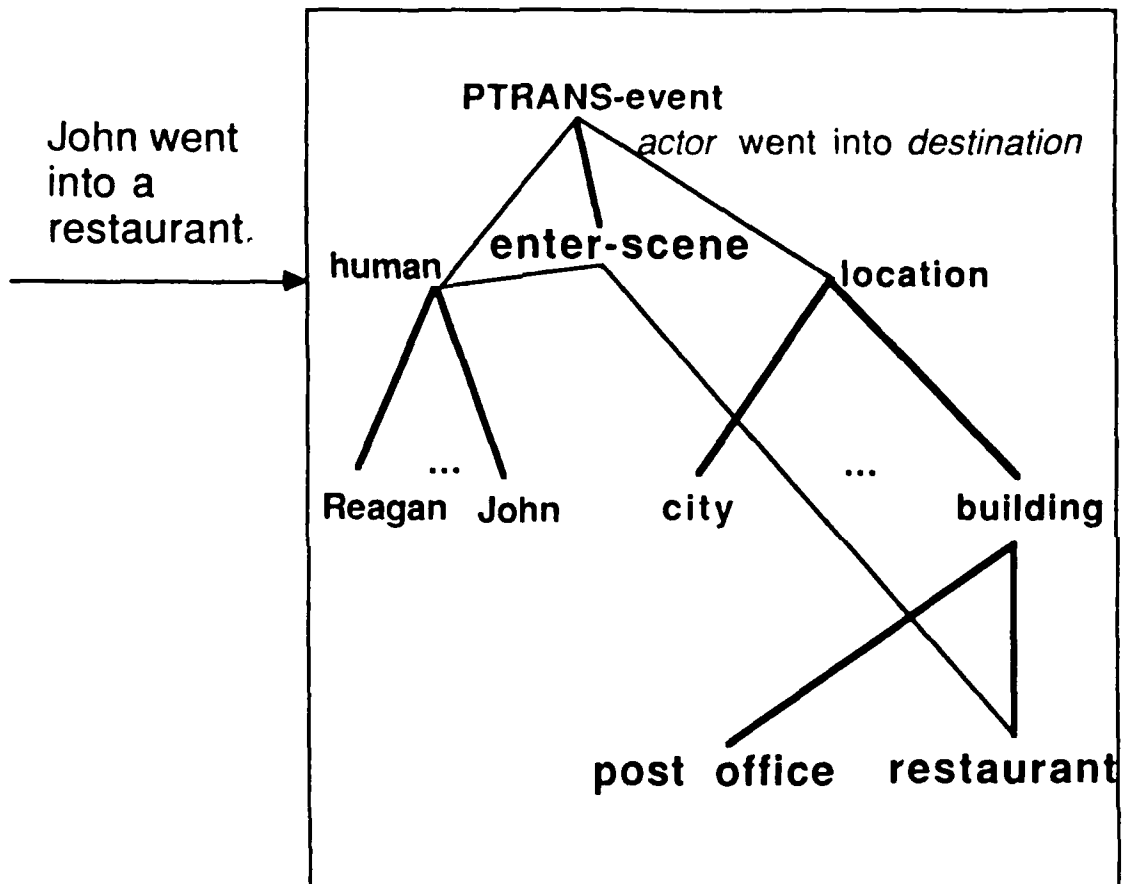 John went
into a
restaurant.
PTRANS-event
actor went into destination
enter-scene
human
location
...
...
Reagan
John
city
building
post office
restaurant